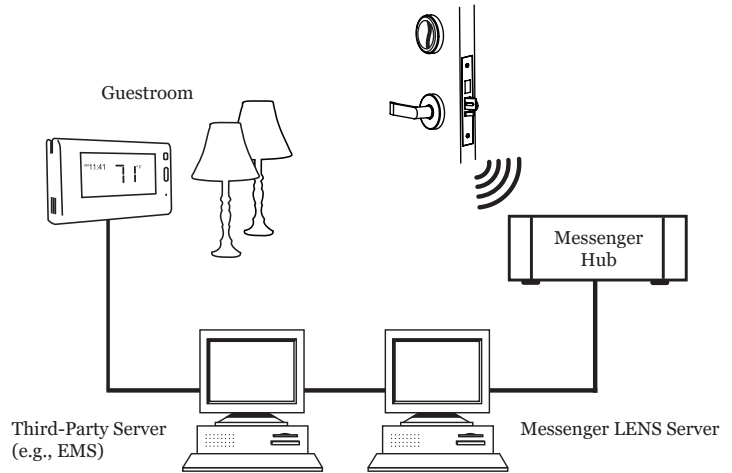 Guestroom
11:41
71°F
Messenger
Hub
Third-Party Server
(e.g., EMS)
Messenger LENS Server